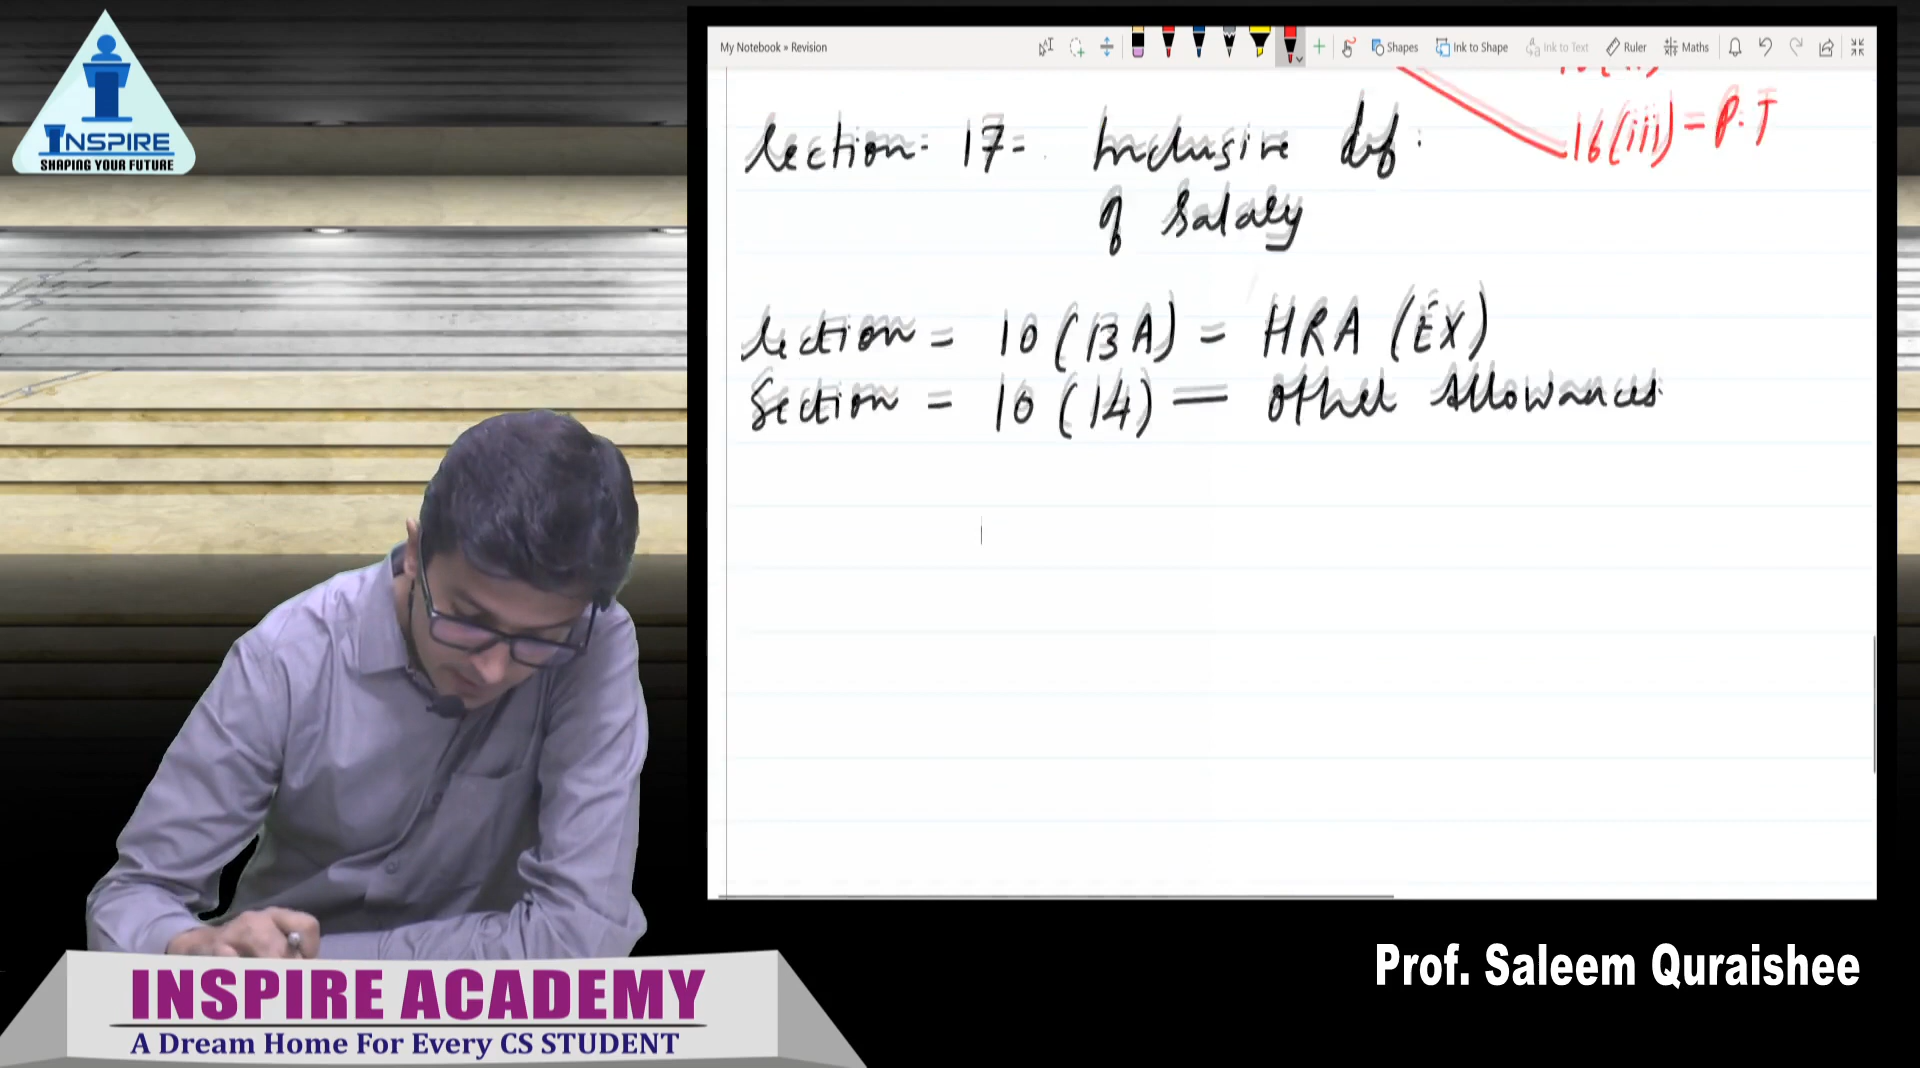 INSPIRE
SHAPING YOUR FUTURE
My Notebook » Revision
Shapes
Ink to Shape
Ink to Text
Ruler
Maths
16(iii) = P.T
Section = 17 = Inclusive def:
of Salary
Section = 10 (13A) = HRA (EX)
Section = 10 (14) = Other Allowances.
INSPIRE ACADEMY
A Dream Home For Every CS STUDENT
Prof. Saleem Quraishee